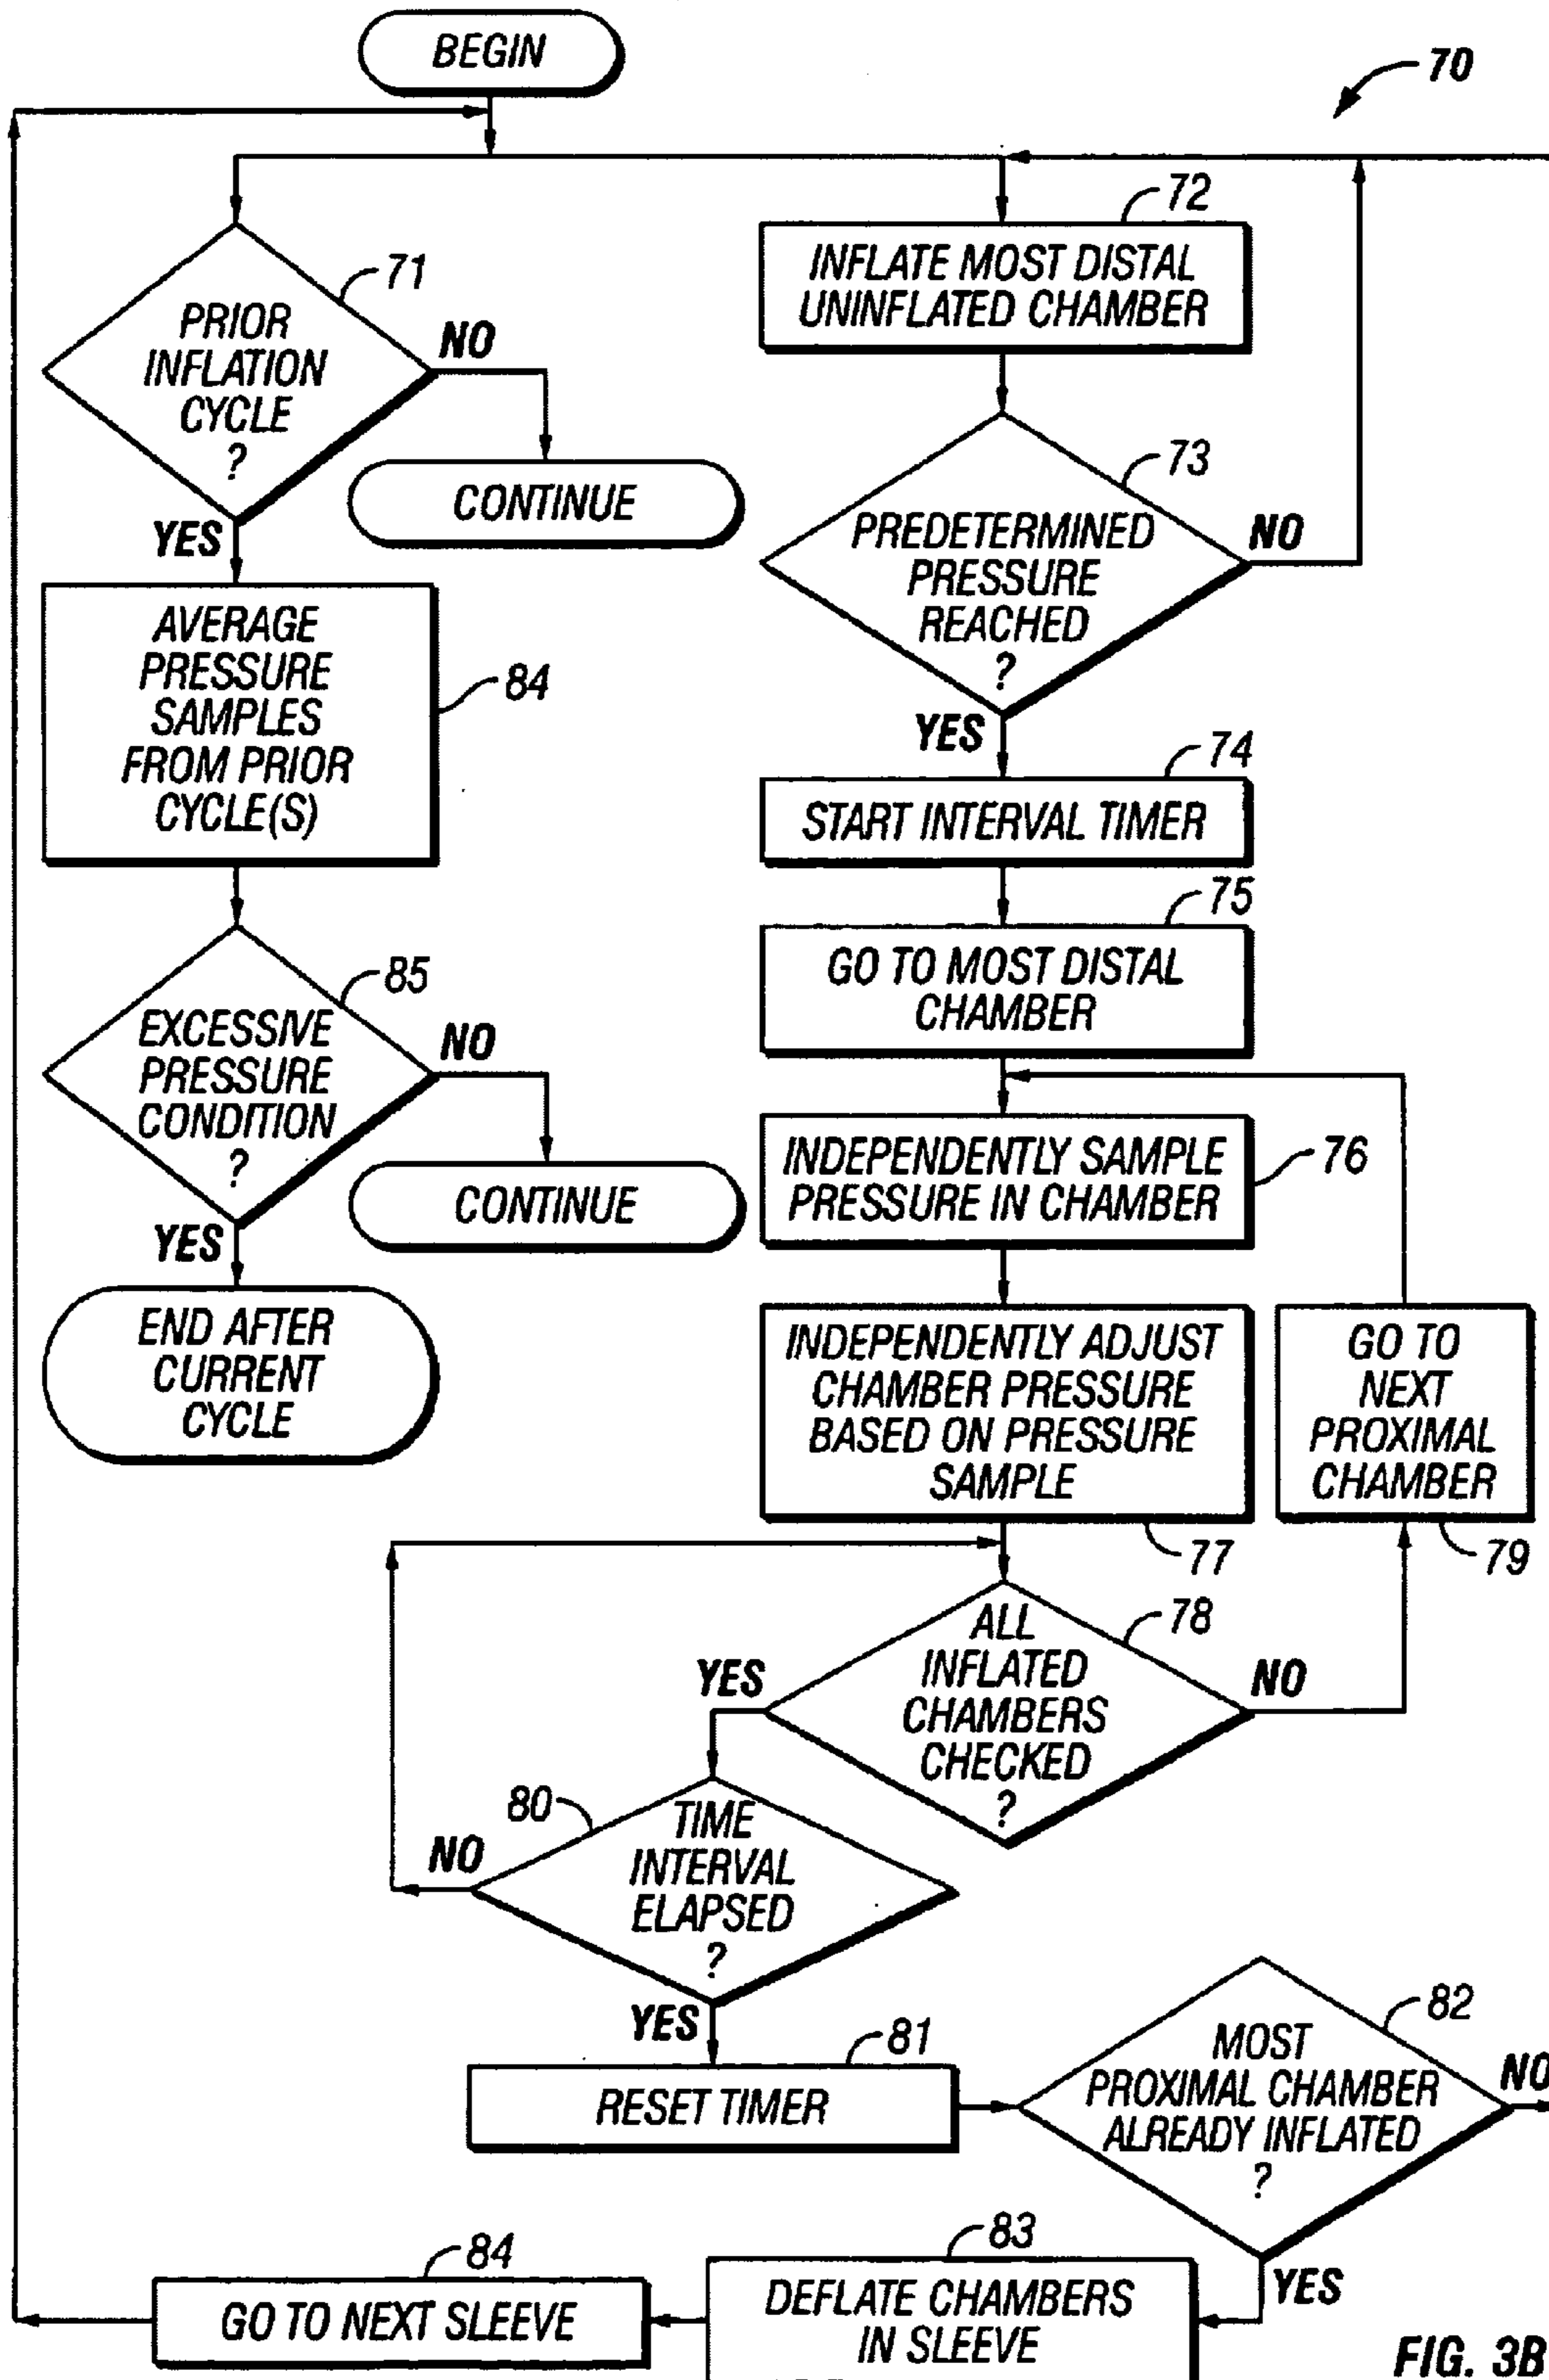 BEGIN
70
72
INFLATE MOST DISTAL
UNINFLATED CHAMBER
71
PRIOR
INFLATION
CYCLE
?
NO
CONTINUE
YES
73
PREDETERMINED
PRESSURE
REACHED
?
NO
YES
AVERAGE
PRESSURE
SAMPLES
FROM PRIOR
CYCLE(S)
84
74
START INTERVAL TIMER
75
GO TO MOST DISTAL
CHAMBER
85
EXCESSIVE
PRESSURE
CONDITION
?
NO
CONTINUE
YES
END AFTER
CURRENT
CYCLE
INDEPENDENTLY SAMPLE
PRESSURE IN CHAMBER
76
INDEPENDENTLY ADJUST
CHAMBER PRESSURE
BASED ON PRESSURE
SAMPLE
77
GO TO
NEXT
PROXIMAL
CHAMBER
79
78
ALL
INFLATED
CHAMBERS
CHECKED
?
YES
NO
80
TIME
INTERVAL
ELAPSED
?
NO
YES
81
RESET TIMER
82
MOST
PROXIMAL CHAMBER
ALREADY INFLATED
?
NO
YES
83
DEFLATE CHAMBERS
IN SLEEVE
84
GO TO NEXT SLEEVE
FIG. 3B